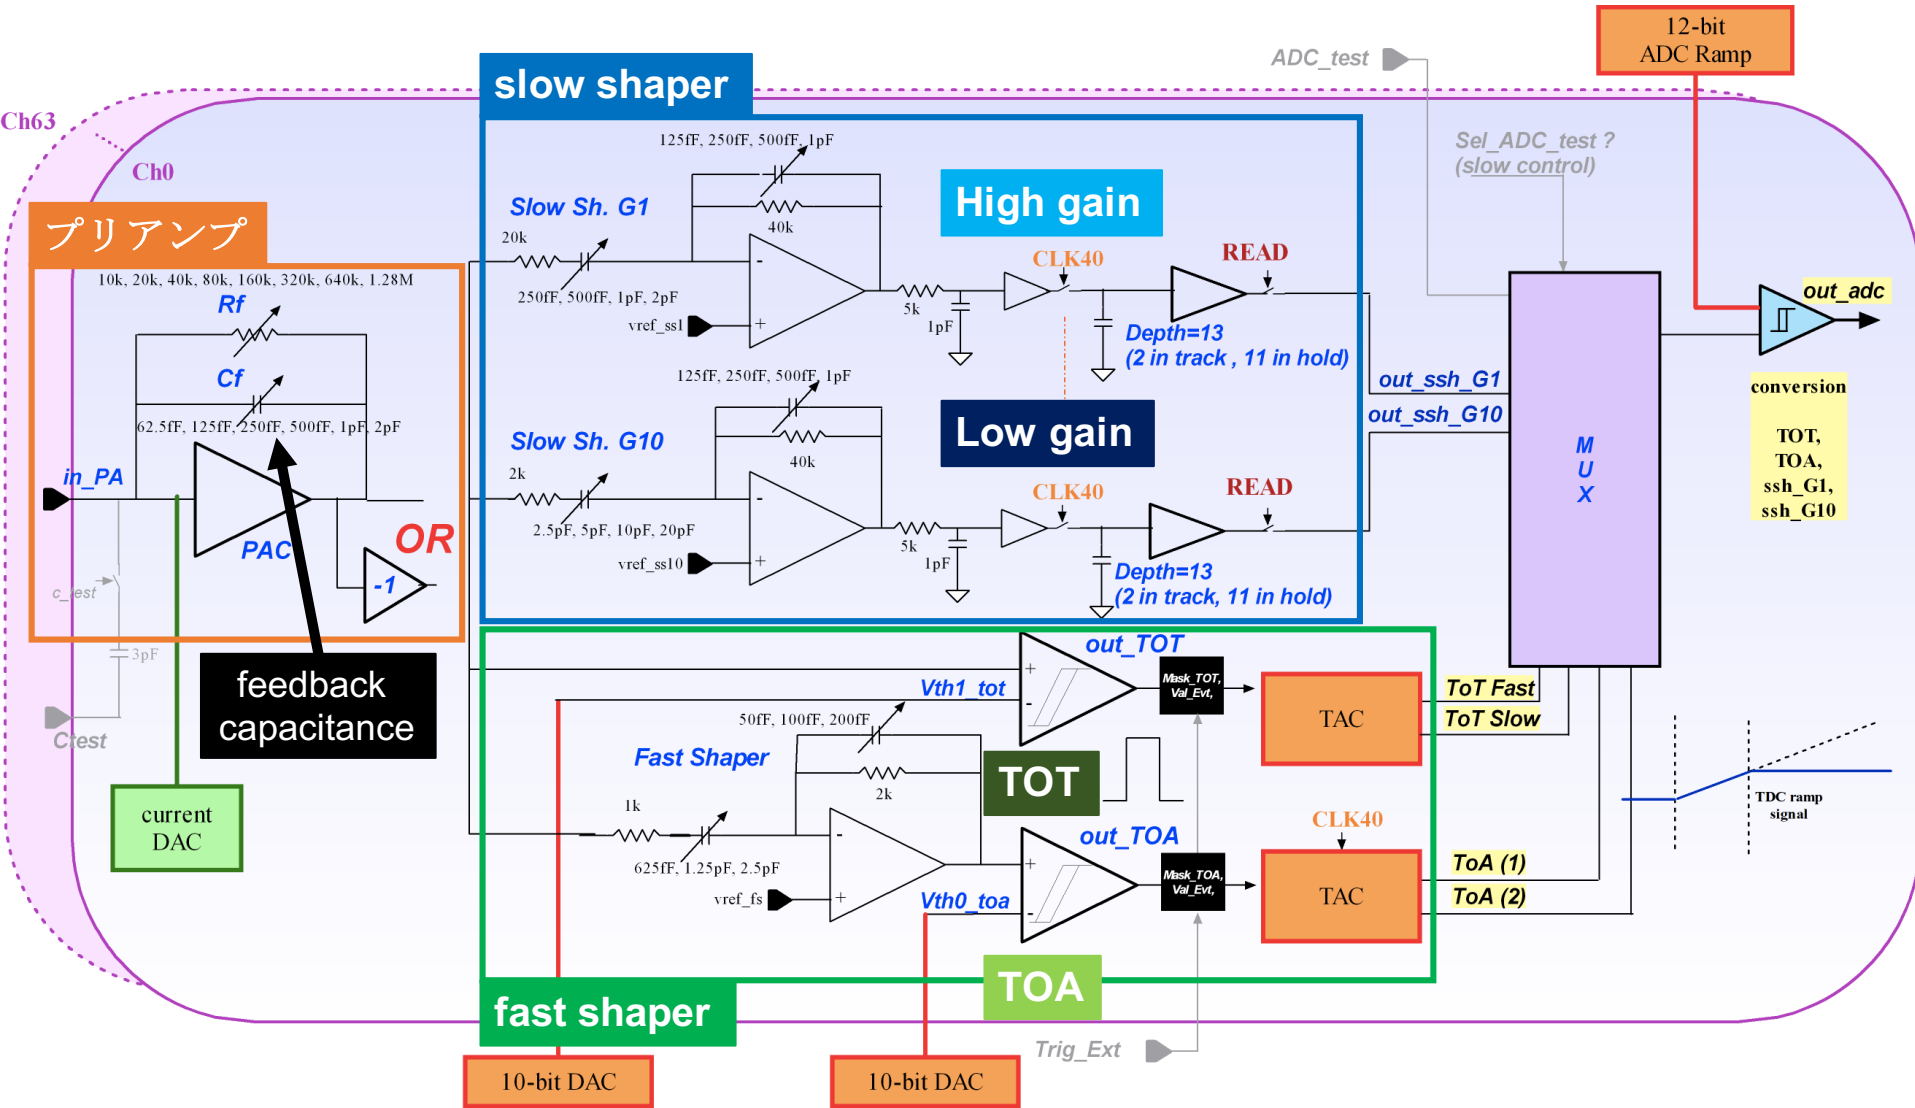 12-bit
ADC Ramp
ADC_test
slow shaper
Ch63
Ch0
Sel_ADC_test ?
(slow control)
125fF, 250fF, 500fF, 1pF
Slow Sh. G1
High gain
プリアンプ
20k
40k
CLK40
READ
10k, 20k, 40k, 80k, 160k, 320k, 640k, 1.28M
Rf
250fF, 500fF, 1pF, 2pF
vref_ss1
-
+
5k
1pF
Depth=13
(2 in track , 11 in hold)
out_adc
Cf
62.5fF, 125fF, 250fF, 500fF, 1pF, 2pF
125fF, 250fF, 500fF, 1pF
out_ssh_G1
out_ssh_G10
conversion
TOT,
TOA,
ssh_G1,
ssh_G10
Slow Sh. G10
Low gain
M
U
X
in_PA
2k
40k
CLK40
READ
2.5pF, 5pF, 10pF, 20pF
vref_ss10
-
+
5k
1pF
Depth=13
(2 in track, 11 in hold)
PAC
OR
-1
c_test
3pF
Ctest
feedback
capacitance
current
DAC
out_TOT
+
-
Vth1_tot
Mask_TOT,
Val_Evt,
TAC
ToT Fast
ToT Slow
50fF, 100fF, 200fF
Fast Shaper
TOT
2k
1k
625fF, 1.25pF, 2.5pF
vref_fs
-
+
out_TOA
CLK40
TDC ramp
signal
+
-
Vth0_toa
Mask_TOA,
Val_Evt,
TAC
ToA (1)
ToA (2)
TOA
fast shaper
Trig_Ext
10-bit DAC
10-bit DAC